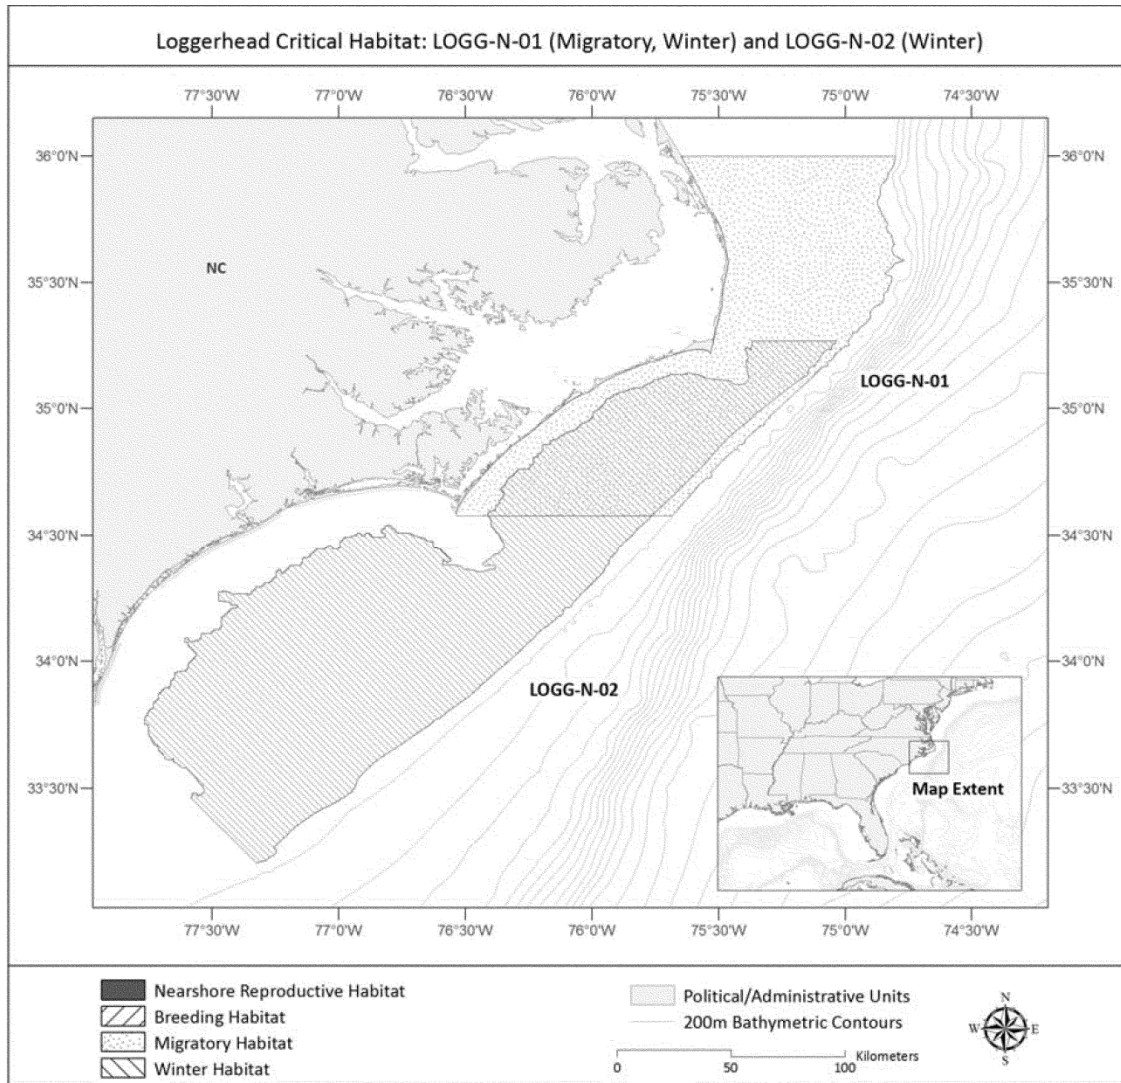 Loggerhead Critical Habitat: LOGG-N-01 (Migratory, Winter) and LOGG-N-02 (Winter)
77°30'W 77°0'W 76°30'W 76°0'W 75°30'W 75°0'W 74°30'W
36°0'N 36°0'N
NC
35°30'N 35°30'N
LOGG-N-01
35°0'N 35°0'N
34°30'N 34°30'N
34°0'N 34°0'N
LOGG-N-02
33°30'N 33°30'N
Map Extent
77°30'W 77°0'W 76°30'W 76°0'W 75°30'W 75°0'W 74°30'W
Nearshore Reproductive Habitat
Breeding Habitat
Migratory Habitat
Winter Habitat
Political/Administrative Units
200m Bathymetric Contours
Kilometers
0 50 100
N
W E
S